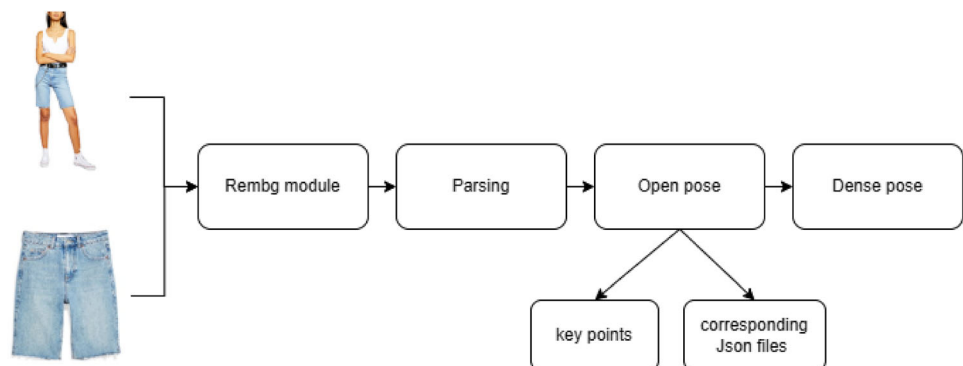 Rembg module
Parsing
Open pose
Dense pose
key points
corresponding
Json files